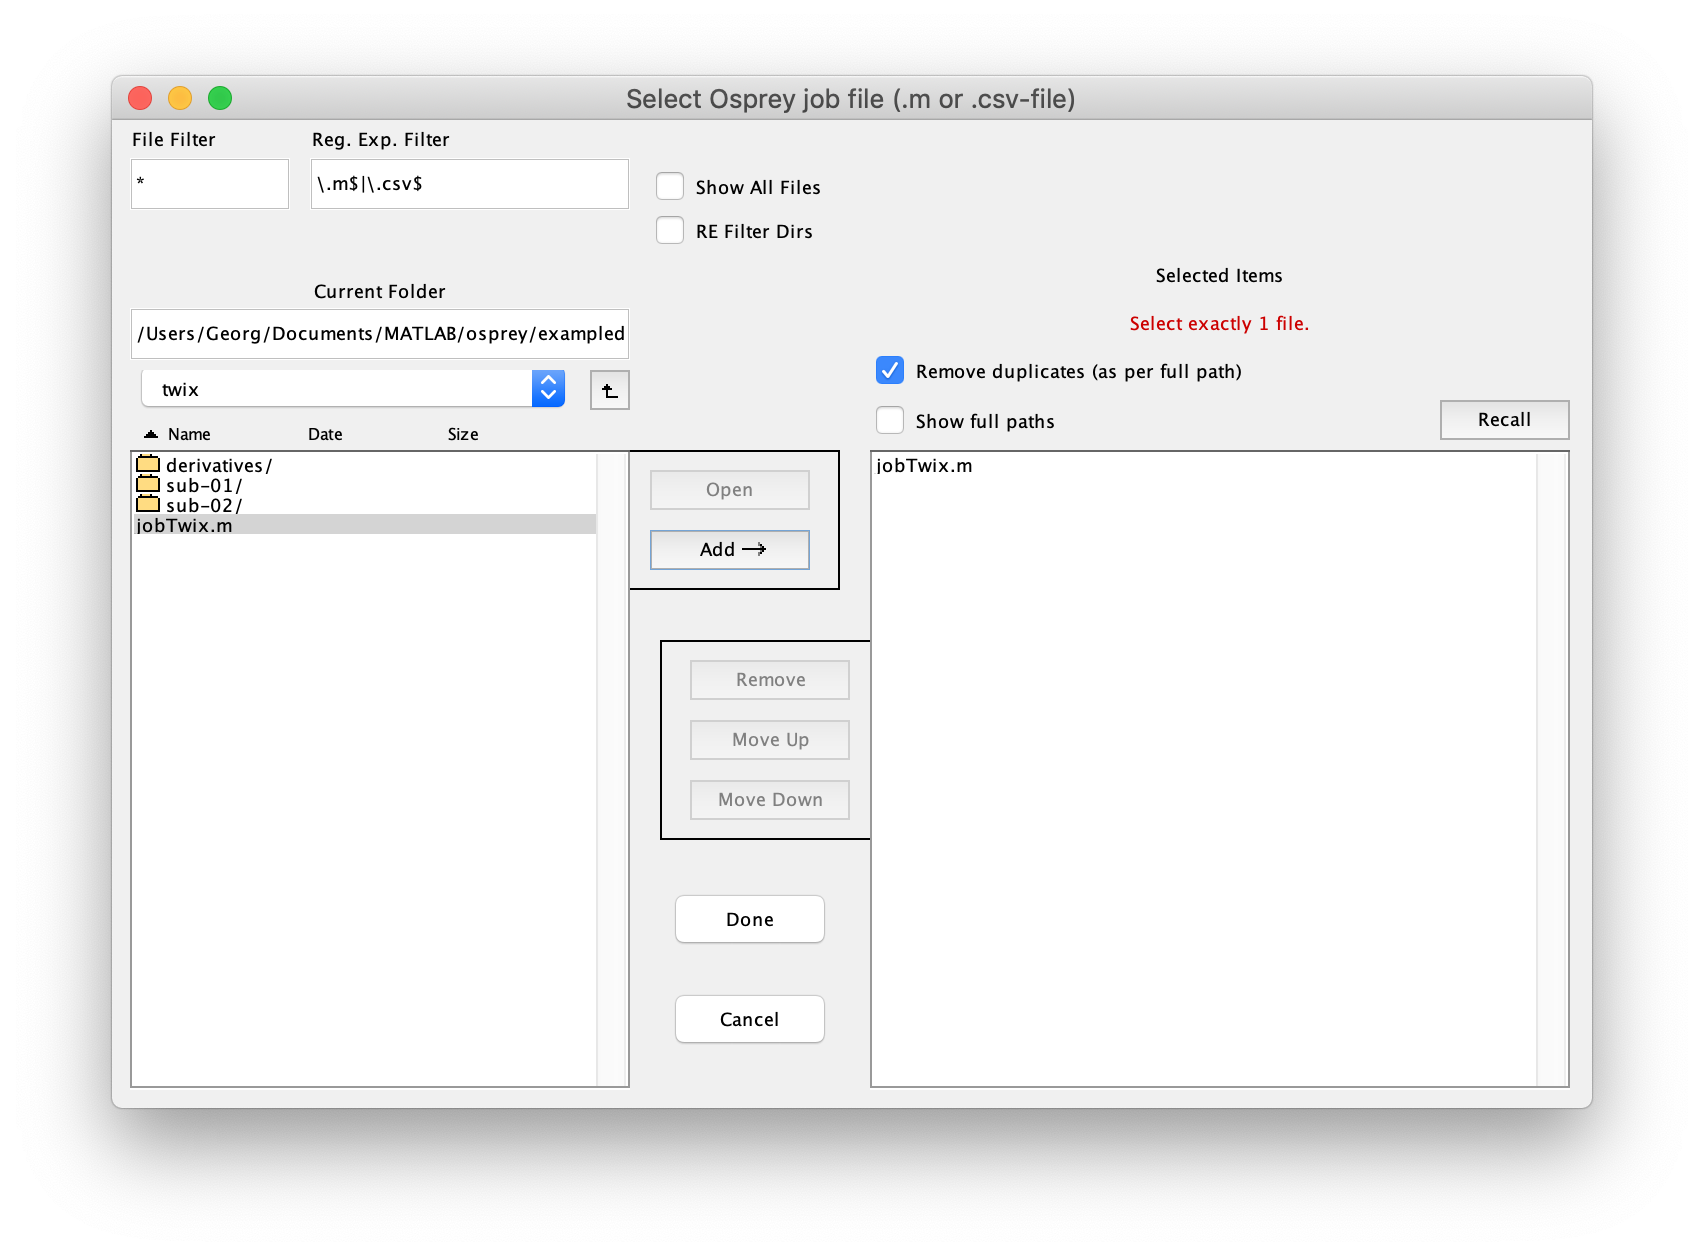 Select Osprey job file (.m or .csv-file)
File Filter
Reg. Exp. Filter
*
\.m$|\.csv$
Show All Files
RE Filter Dirs
Current Folder
/Users/Georg/Documents/MATLAB/osprey/exampled
twix
Name Date Size
derivatives/
sub-01/
sub-02/
jobTwix.m
Open
Add
Remove
Move Up
Move Down
Done
Cancel
Selected Items
Select exactly 1 file.
Remove duplicates (as per full path)
Show full paths
Recall
jobTwix.m